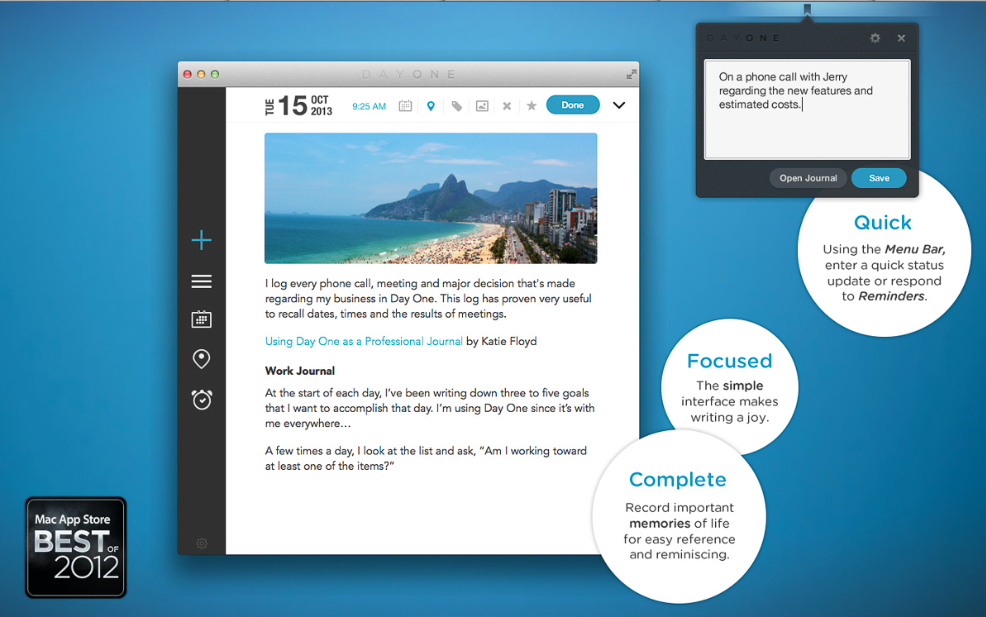 DAYONE
TUE 15 OCT 2013
9:25 AM
Done
I log every phone call, meeting and major decision that's made
regarding my business in Day One. This log has proven very useful
to recall dates, times and the results of meetings.
Using Day One as a Professional Journal by Katie Floyd
Work Journal
At the start of each day, I've been writing down three to five goals
that I want to accomplish that day. I'm using Day One since it's with
me everywhere…
A few times a day, I look at the list and ask, “Am I working toward
at least one of the items?”
DAYONE
On a phone call with Jerry
regarding the new features and
estimated costs.
Open Journal
Save
Quick
Using the Menu Bar,
enter a quick status
update or respond
to Reminders.
Focused
The simple
interface makes
writing a joy.
Complete
Record important
memories of life
for easy reference
and reminiscing.
Mac App Store
BEST OF
2012